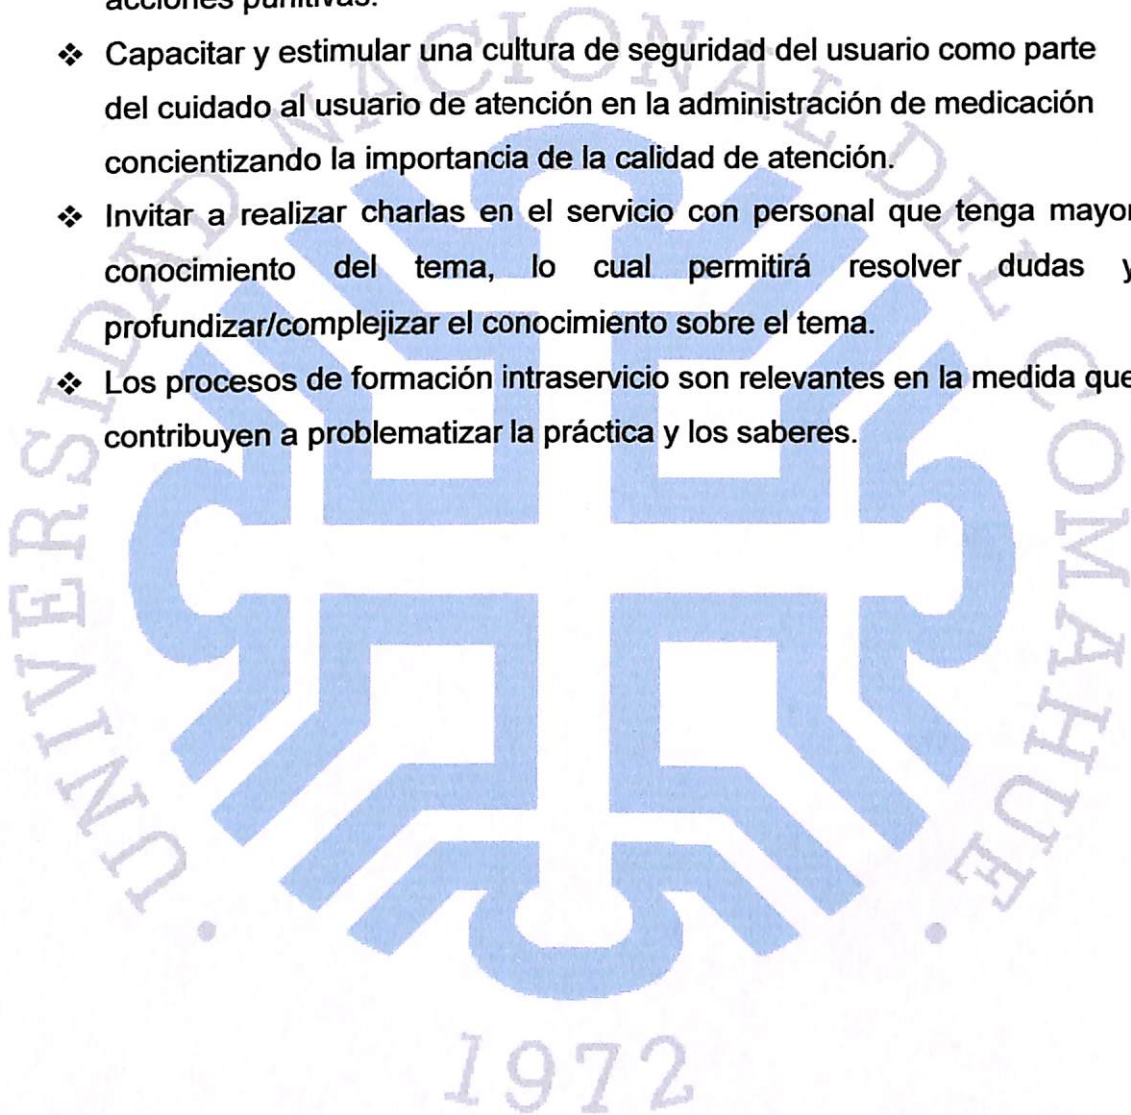 acciones punitivas.
❖ Capacitar y estimular una cultura de seguridad del usuario como parte
del cuidado al usuario de atención en la administración de medicación
concientizando la importancia de la calidad de atención.
❖ Invitar a realizar charlas en el servicio con personal que tenga mayor
conocimiento del tema, lo cual permitirá resolver dudas y
profundizar/complejizar el conocimiento sobre el tema.
❖ Los procesos de formación intraservicio son relevantes en la medida que
contribuyen a problematizar la práctica y los saberes.
· UNIVERSIDAD NACIONAL DEL COMAHUE ·
1972